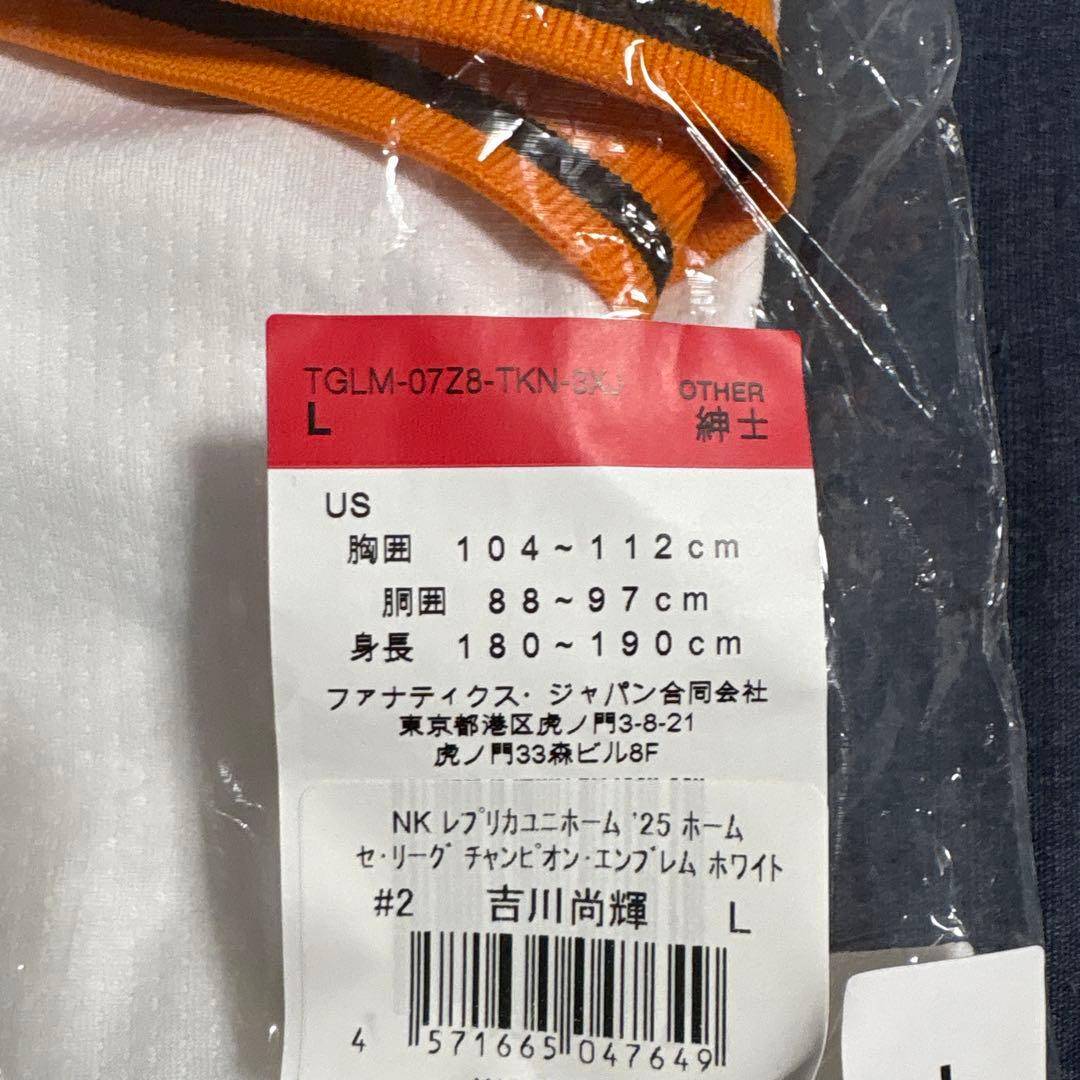 TGLM-07Z8-TKN-3XJ OTHER
L 紳士
US
胸囲 104~112cm
胴囲 88~97cm
身長 180~190cm
ファナティクス・ジャパン合同会社
東京都港区虎ノ門3-8-21
虎ノ門33森ビル8F
NK レプリカユニホーム '25 ホーム
セ・リーグ チャンピオン・エンブレム ホワイト
#2 吉川尚輝 L
4 571665 047649